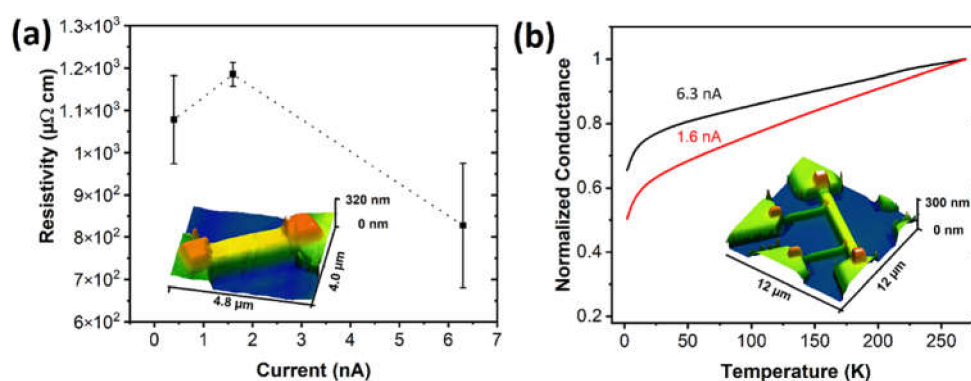 (a)
Resistivity (µΩ cm)
1.3×10³
1.2×10³
1.1×10³
1×10³
9×10²
8×10²
7×10²
6×10²
0 1 2 3 4 5 6 7
Current (nA)
320 nm
0 nm
4.0 µm
4.8 µm
(b)
Normalized Conductance
1
0.8
0.6
0.4
0.2
0 50 100 150 200 250
Temperature (K)
6.3 nA
1.6 nA
300 nm
0 nm
12 µm
12 µm